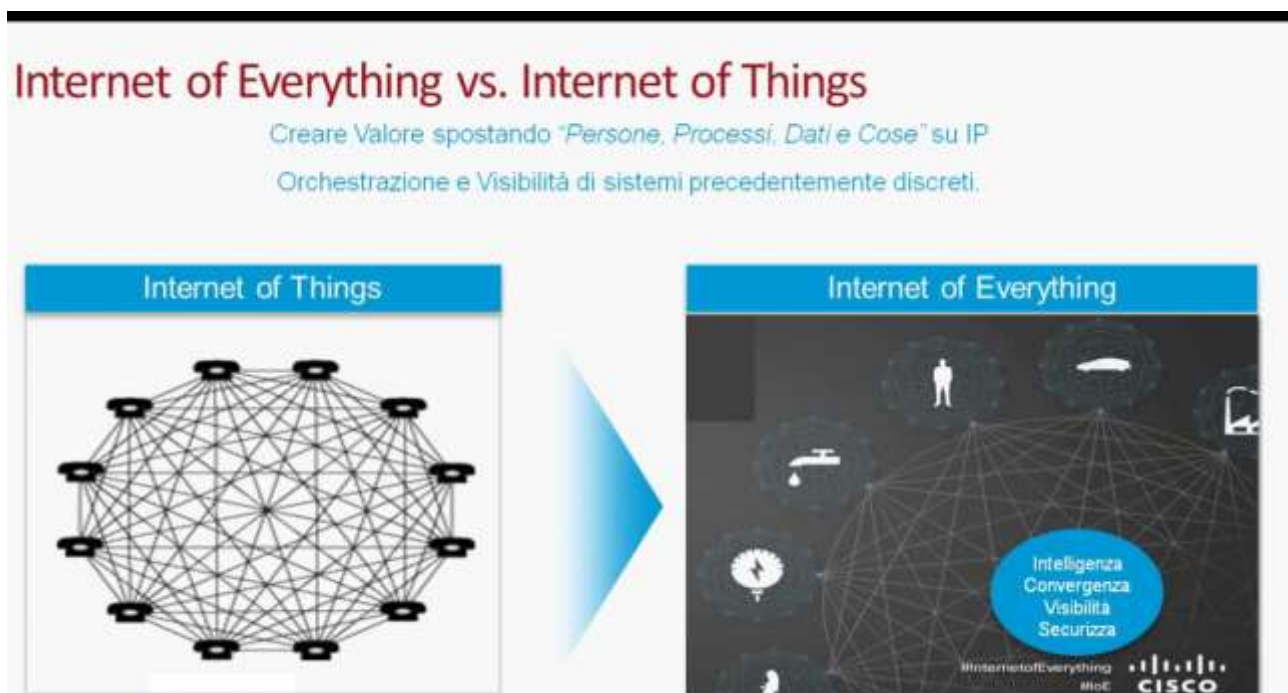 Internet of Everything vs. Internet of Things
Creare Valore spostando “Persone, Processi, Dati e Cose” su IP
Orchestrazione e Visibilità di sistemi precedentemente discreti.
Internet of Things
Internet of Everything
Intelligenza
Convergenza
Visibilità
Securizza
#InternetofEverything
#IoE
CISCO